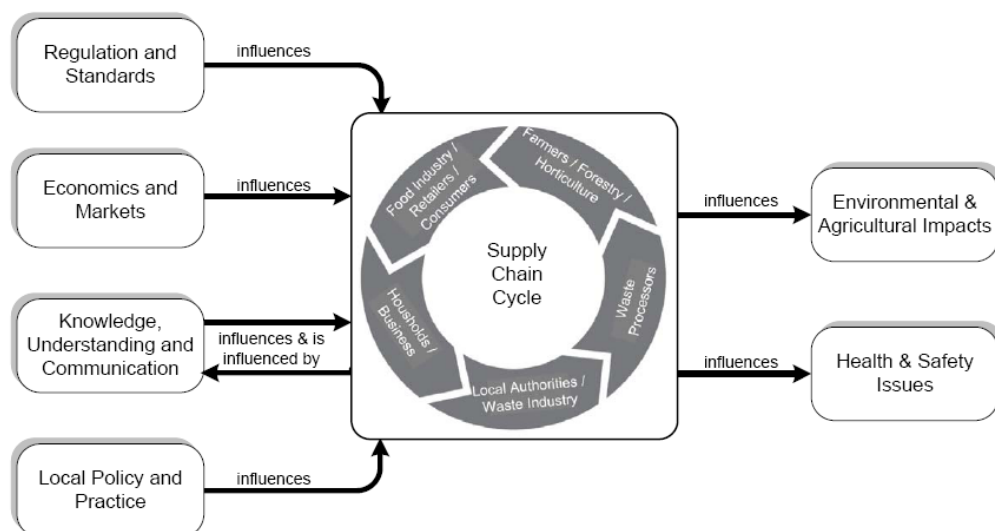 Regulation and
Standards
influences
Economics and
Markets
influences
Knowledge,
Understanding and
Communication
influences & is
influenced by
Local Policy and
Practice
influences
Food Industry /
Retailers /
Consumers
Farmers / Forestry /
Horticulture
Waste
Processors
Local Authorities /
Waste Industry
Housholds /
Business
Supply
Chain
Cycle
influences
Environmental &
Agricultural Impacts
influences
Health & Safety
Issues